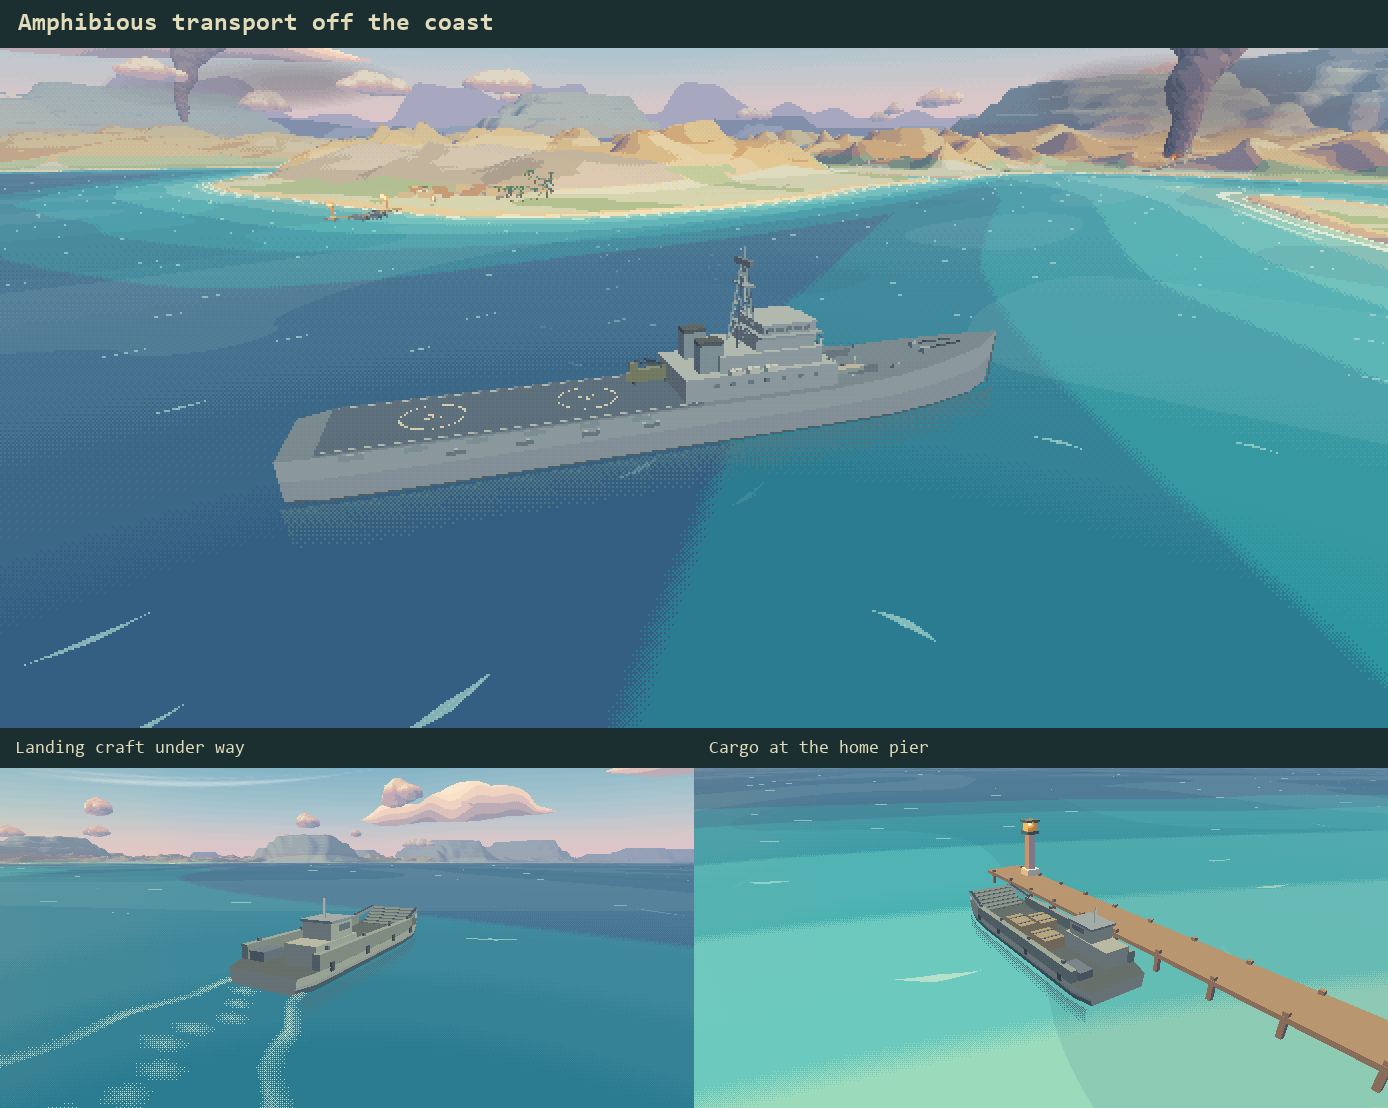 Amphibious transport off the coast
Landing craft under way
Cargo at the home pier